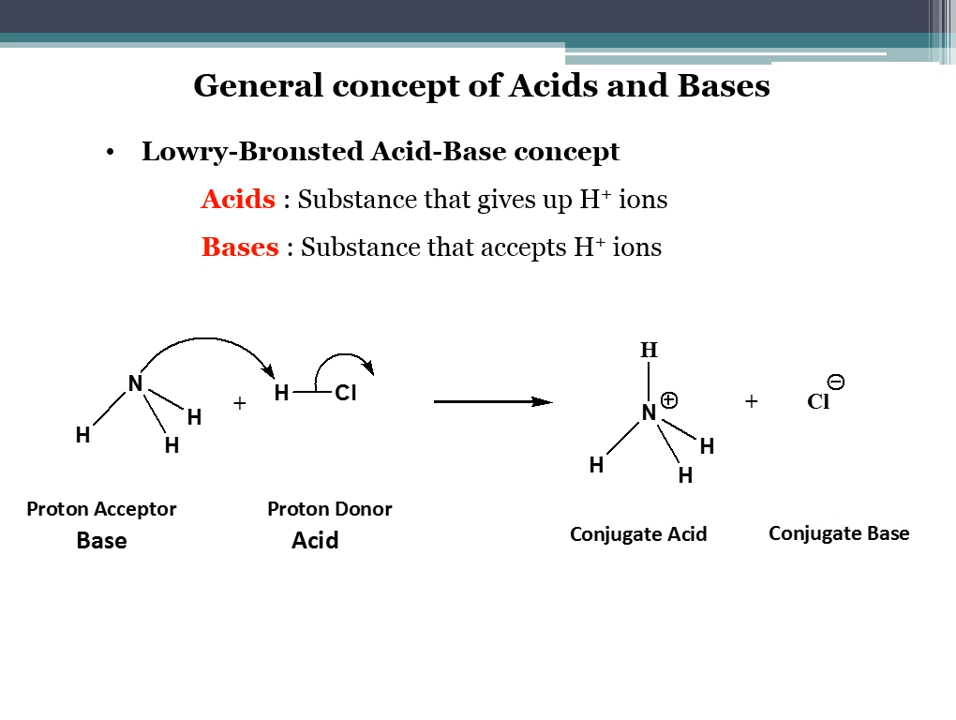 General concept of Acids and Bases
• Lowry-Bronsted Acid-Base concept
Acids : Substance that gives up H⁺ ions
Bases : Substance that accepts H⁺ ions
N H H H + H Cl
H N ⊕ H H H + Cl ⊖
Proton Acceptor
Base
Proton Donor
Acid
Conjugate Acid
Conjugate Base